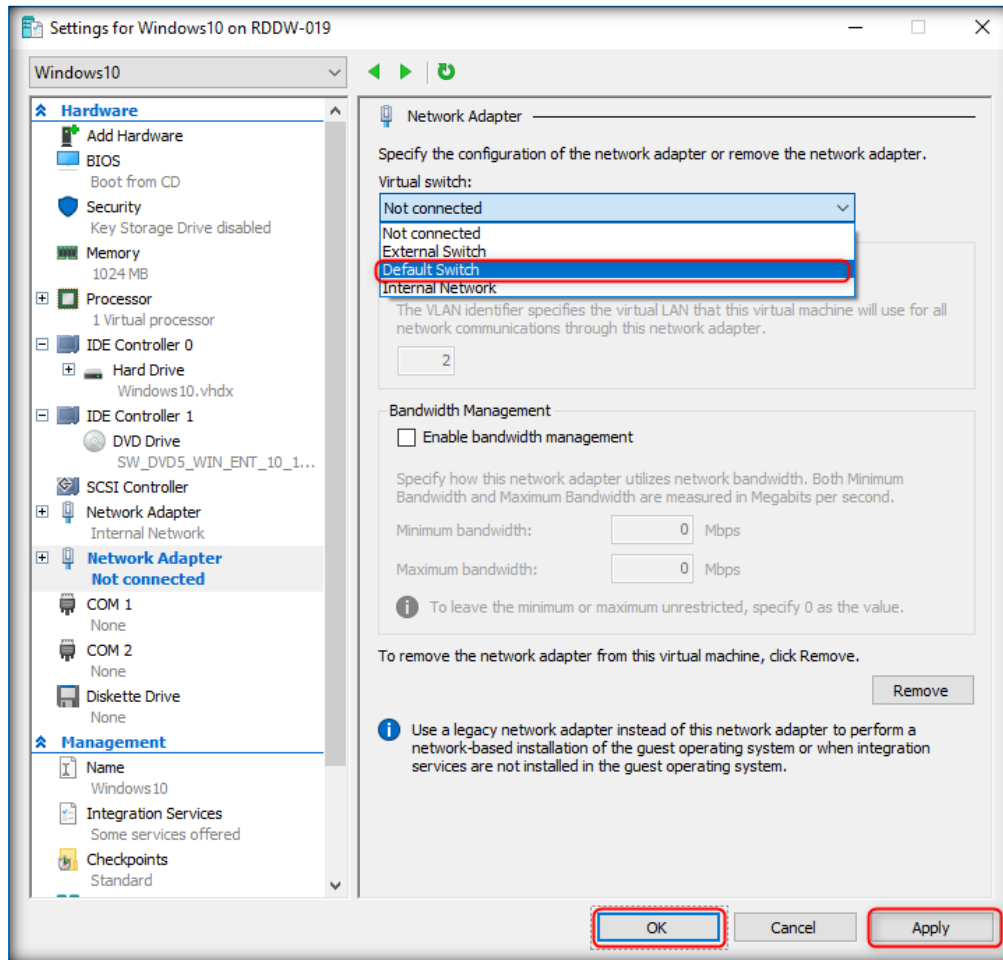 Settings for Windows10 on RDDW-019
Windows10
Hardware
Add Hardware
BIOS
Boot from CD
Security
Key Storage Drive disabled
Memory
1024 MB
Processor
1 Virtual processor
IDE Controller 0
Hard Drive
Windows10.vhdx
IDE Controller 1
DVD Drive
SW_DVD5_WIN_ENT_10_1...
SCSI Controller
Network Adapter
Internal Network
Network Adapter
Not connected
COM 1
None
COM 2
None
Diskette Drive
None
Management
Name
Windows10
Integration Services
Some services offered
Checkpoints
Standard
Network Adapter
Specify the configuration of the network adapter or remove the network adapter.
Virtual switch:
Not connected
Not connected
External Switch
Default Switch
Internal Network
The VLAN identifier specifies the virtual LAN that this virtual machine will use for all
network communications through this network adapter.
2
Bandwidth Management
Enable bandwidth management
Specify how this network adapter utilizes network bandwidth. Both Minimum
Bandwidth and Maximum Bandwidth are measured in Megabits per second.
Minimum bandwidth: 0 Mbps
Maximum bandwidth: 0 Mbps
To leave the minimum or maximum unrestricted, specify 0 as the value.
To remove the network adapter from this virtual machine, click Remove.
Remove
Use a legacy network adapter instead of this network adapter to perform a
network-based installation of the guest operating system or when integration
services are not installed in the guest operating system.
OK Cancel Apply